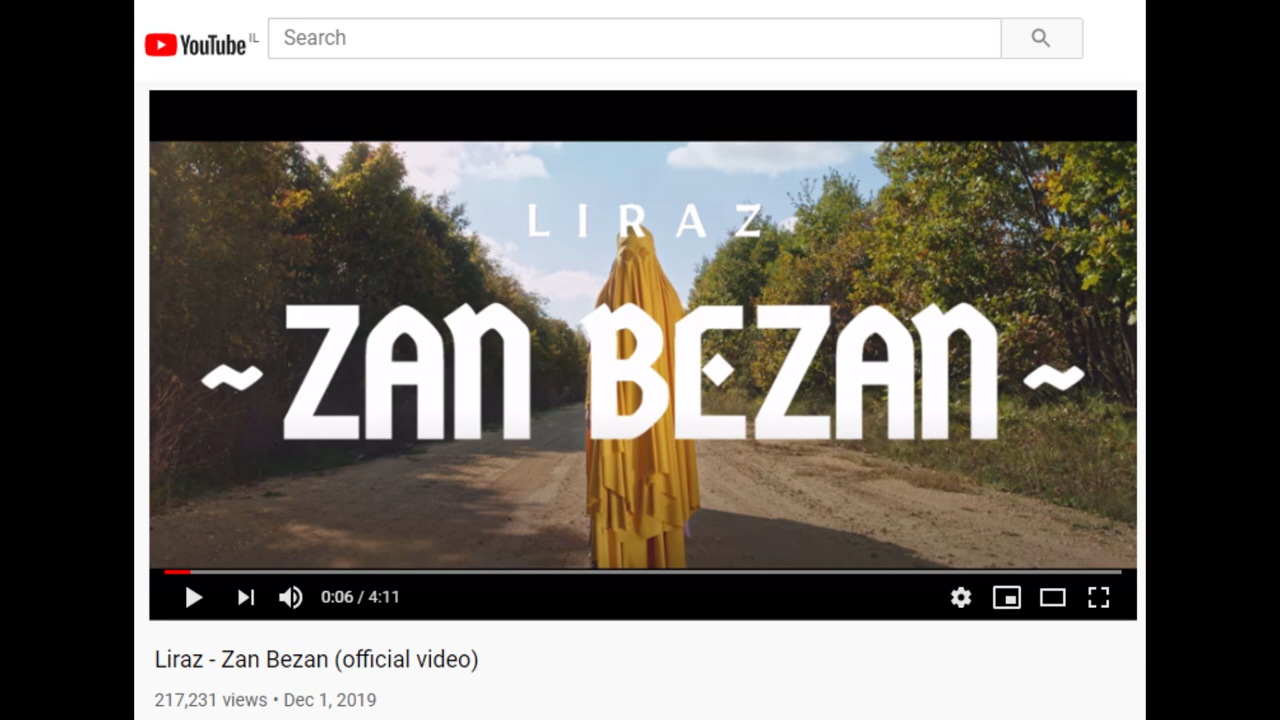 YouTube IL
Search
LIRAZ
~ZAN BEZAN~
0:06 / 4:11
Liraz - Zan Bezan (official video)
217,231 views • Dec 1, 2019